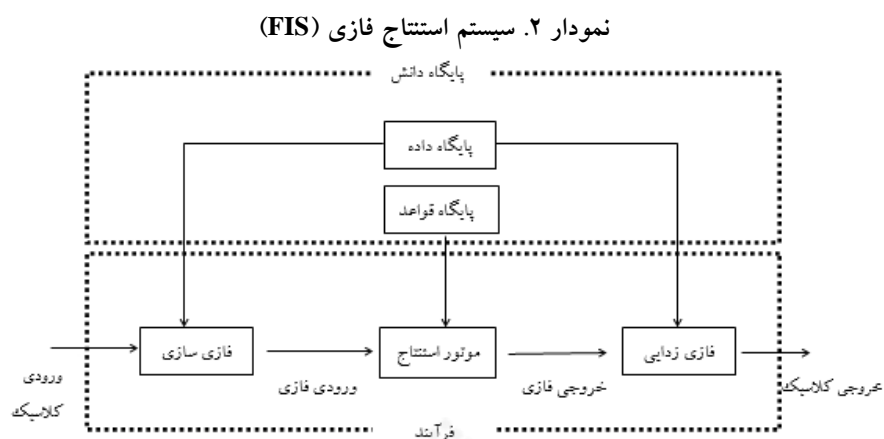 نمودار ۲. سیستم استنتاج فازی (FIS)
پایگاه دانش
پایگاه داده
پایگاه قواعد
فازی سازی
موتور استنتاج
فازی زدایی
ورودی
کلاسیک
ورودی فازی
خروجی فازی
خروجی کلاسیک
فرآیند